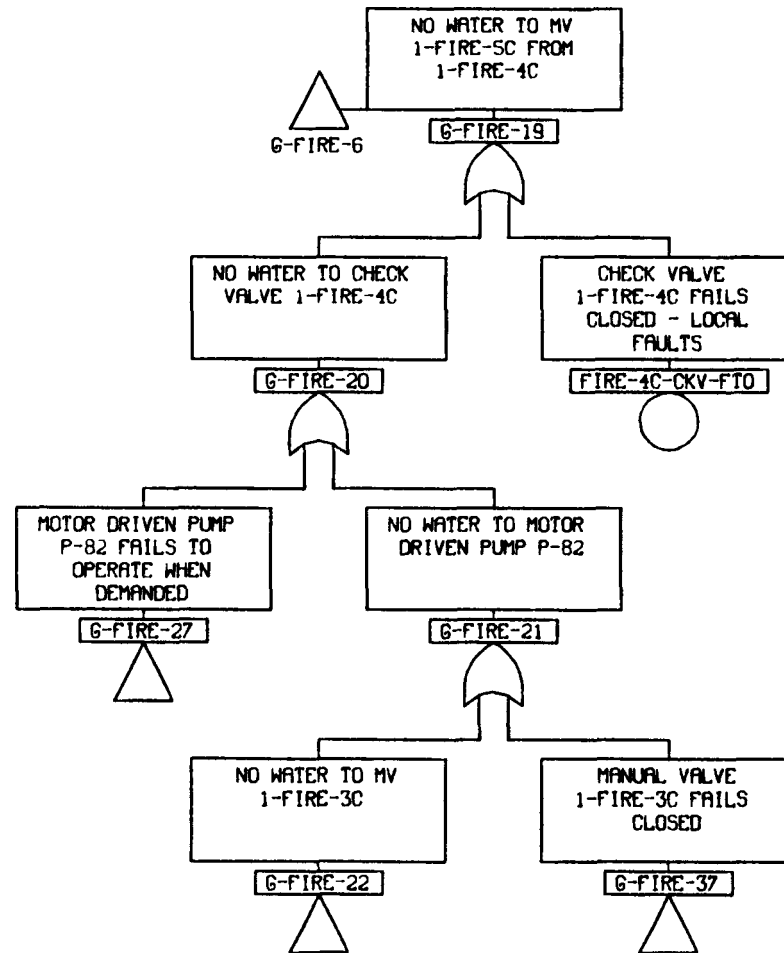 NO WATER TO MV
1-FIRE-5C FROM
1-FIRE-4C
G-FIRE-6
G-FIRE-19
NO WATER TO CHECK
VALVE 1-FIRE-4C
CHECK VALVE
1-FIRE-4C FAILS
CLOSED - LOCAL
FAULTS
G-FIRE-20
FIRE-4C-CKV-FTO
MOTOR DRIVEN PUMP
P-82 FAILS TO
OPERATE WHEN
DEMANDED
NO WATER TO MOTOR
DRIVEN PUMP P-82
G-FIRE-27
G-FIRE-21
NO WATER TO MV
1-FIRE-3C
MANUAL VALVE
1-FIRE-3C FAILS
CLOSED
G-FIRE-22
G-FIRE-37